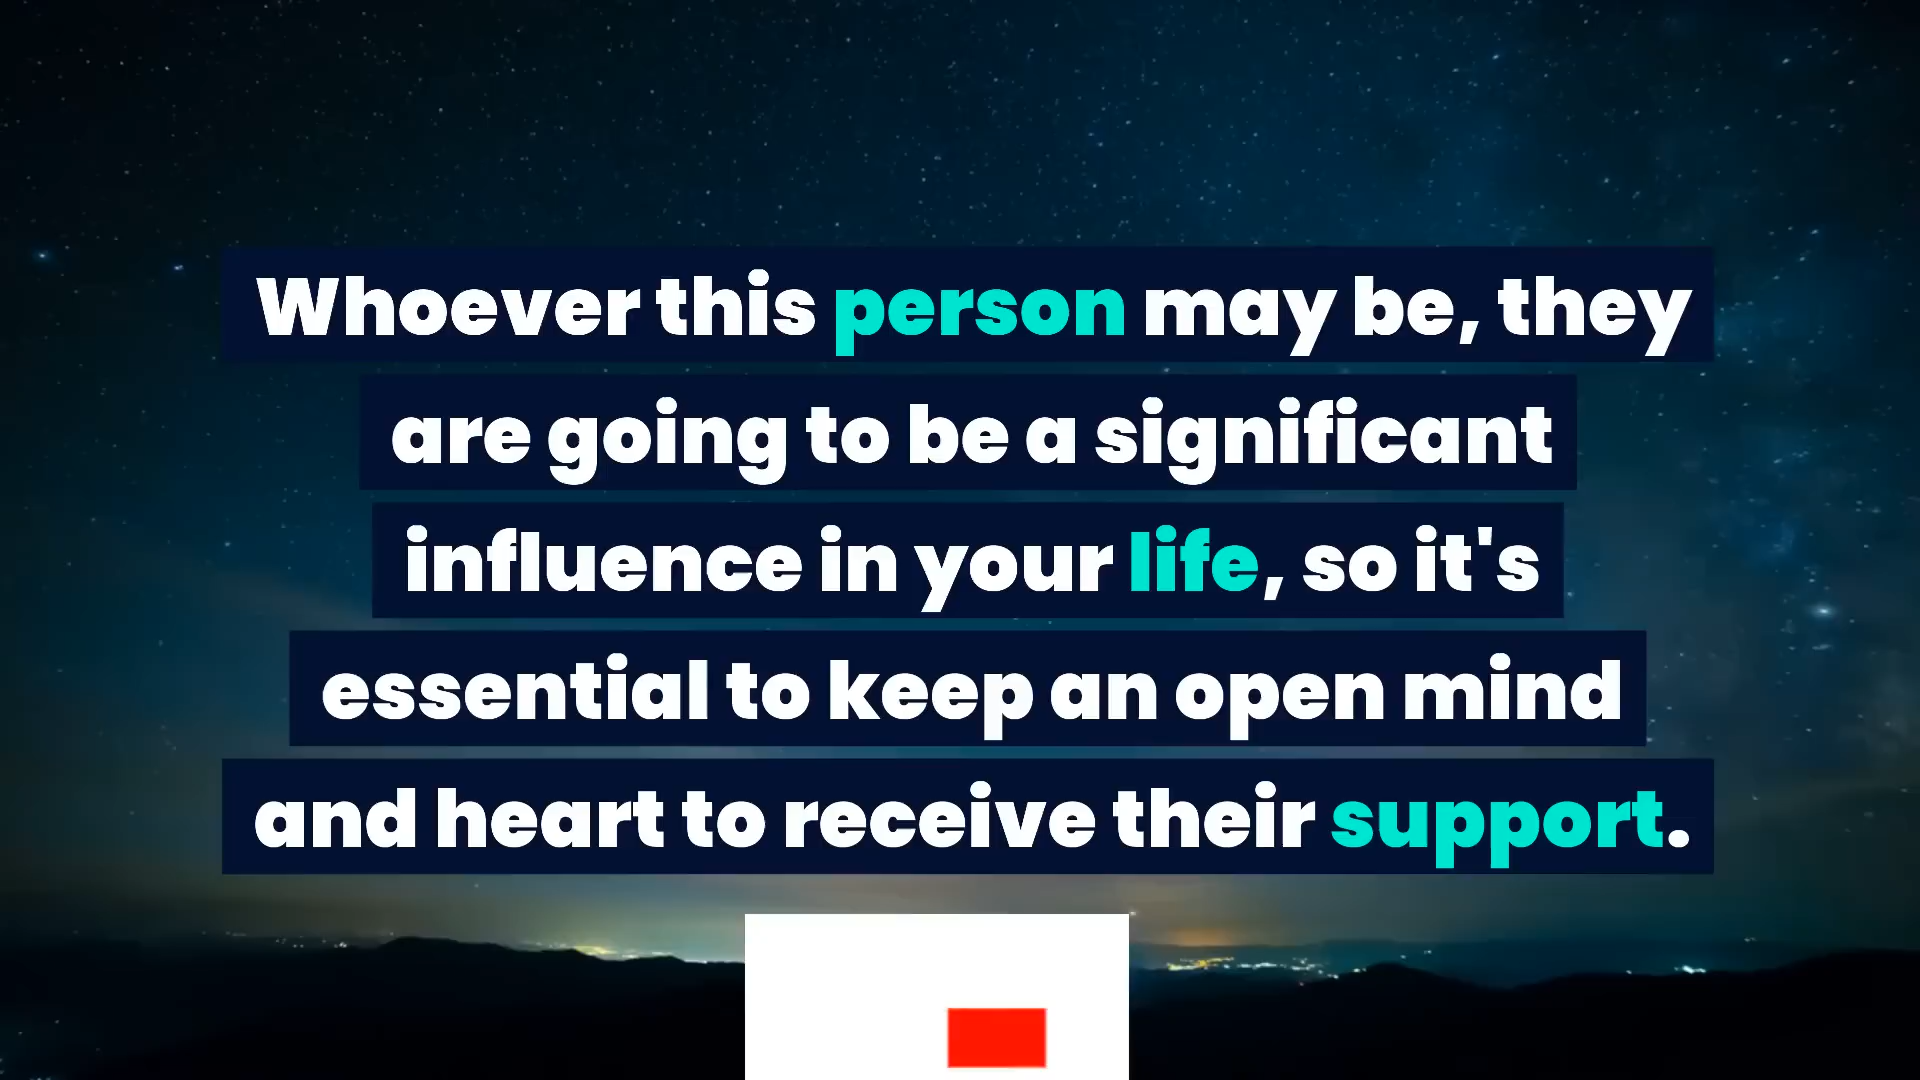 Whoever this person may be, they
are going to be a significant
influence in your life, so it's
essential to keep an open mind
and heart to receive their support.